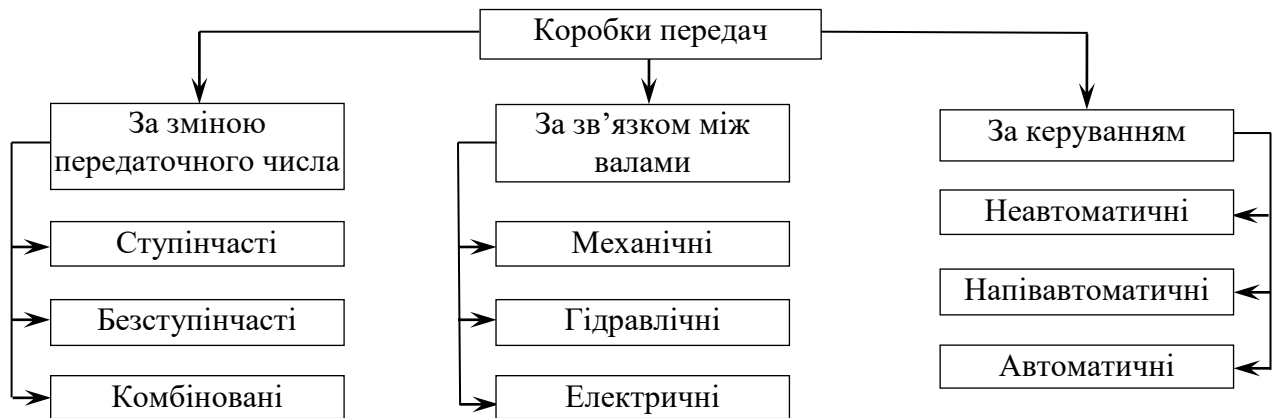 Коробки передач
За зміною
передаточного числа
Ступінчасті
Безступінчасті
Комбіновані
За зв’язком між
валами
Механічні
Гідравлічні
Електричні
За керуванням
Неавтоматичні
Напівавтоматичні
Автоматичні